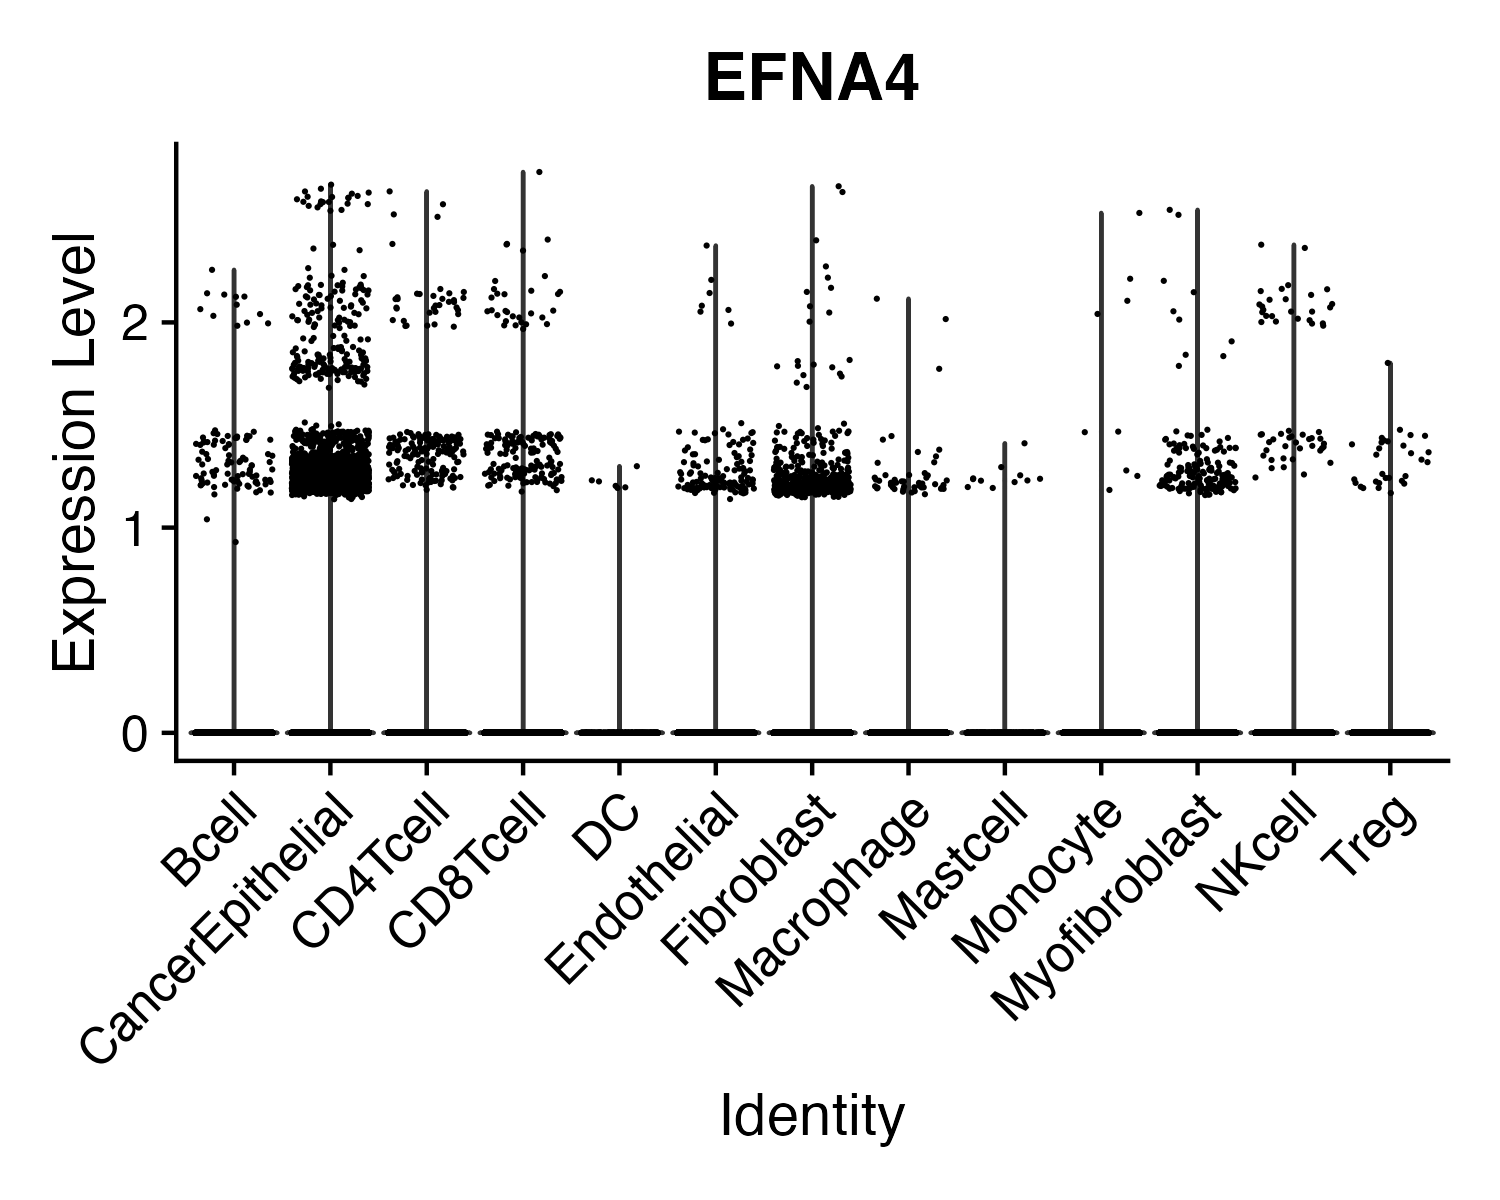 EFNA4
Expression Level
2
1
0
Bcell
CancerEpithelial
CD4Tcell
CD8Tcell
DC
Endothelial
Fibroblast
Macrophage
Mastcell
Monocyte
Myofibroblast
NKcell
Treg
Identity